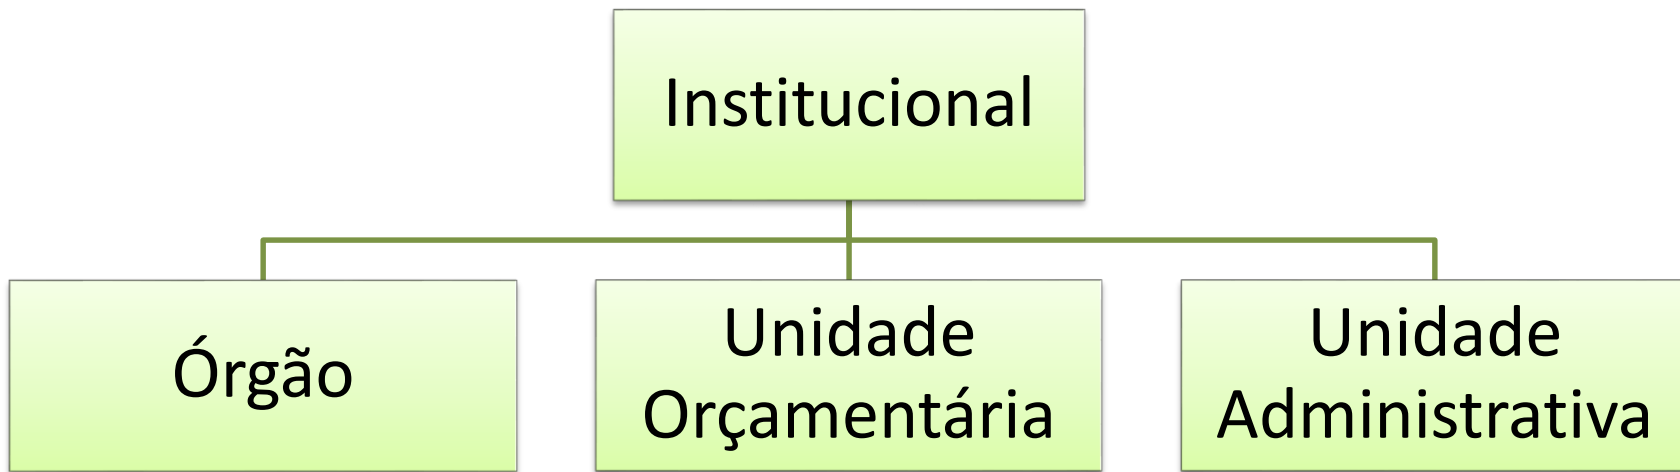 Institucional
Órgão
Unidade
Orçamentária
Unidade
Administrativa